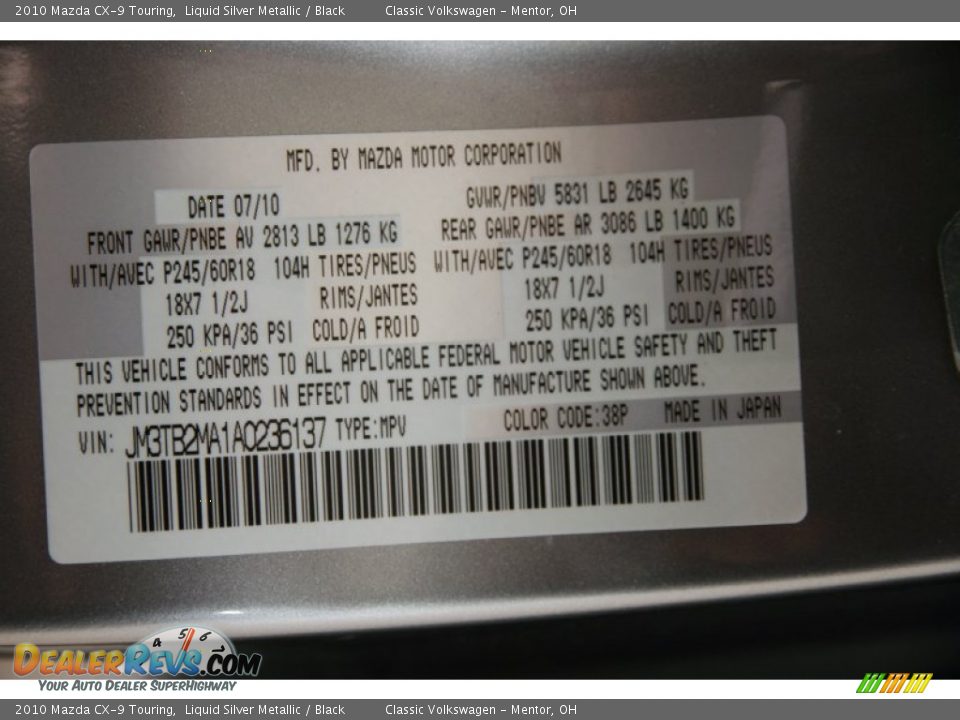 2010 Mazda CX-9 Touring, Liquid Silver Metallic / Black Classic Volkswagen - Mentor, OH
MFD. BY MAZDA MOTOR CORPORATION
DATE 07/10 GVWR/PNBV 5831 LB 2645 KG
FRONT GAWR/PNBE AV 2813 LB 1276 KG REAR GAWR/PNBE AR 3086 LB 1400 KG
WITH/AVEC P245/60R18 104H TIRES/PNEUS WITH/AVEC P245/60R18 104H TIRES/PNEUS
18X7 1/2J RIMS/JANTES 18X7 1/2J RIMS/JANTES
250 KPA/36 PSI COLD/A FROID 250 KPA/36 PSI COLD/A FROID
THIS VEHICLE CONFORMS TO ALL APPLICABLE FEDERAL MOTOR VEHICLE SAFETY AND THEFT
PREVENTION STANDARDS IN EFFECT ON THE DATE OF MANUFACTURE SHOWN ABOVE.
VIN: JM3TB2MA1A0236137 TYPE:MPV COLOR CODE:38P MADE IN JAPAN
4 5 6
DEALERREVS.COM
YOUR AUTO DEALER SUPERHIGHWAY
2010 Mazda CX-9 Touring, Liquid Silver Metallic / Black Classic Volkswagen - Mentor, OH